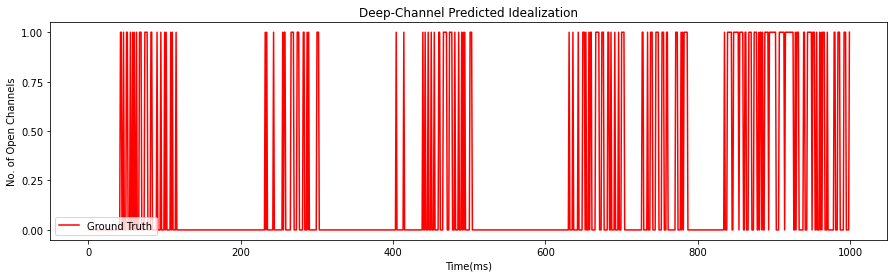 Deep-Channel Predicted Idealization
No. of Open Channels
1.00
0.75
0.50
0.25
0.00
Ground Truth
0
200
400
600
800
1000
Time(ms)